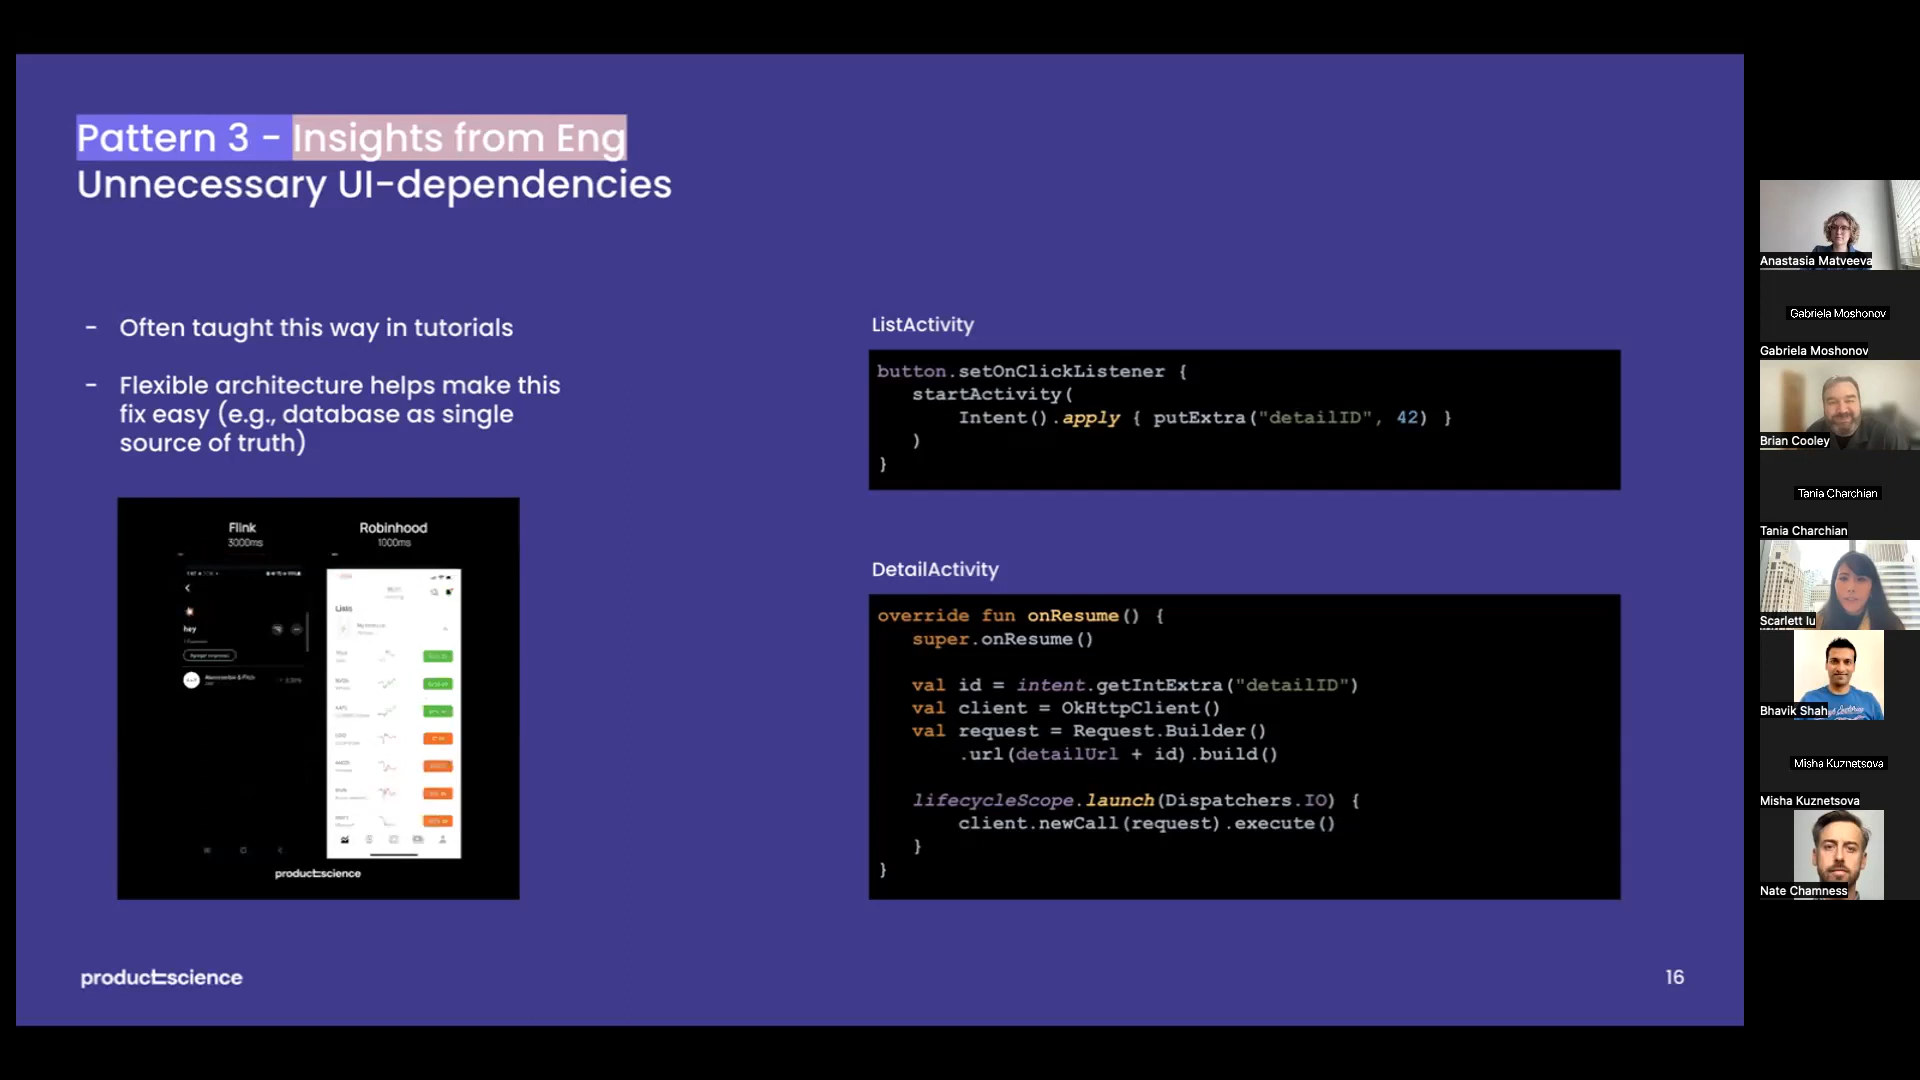 Pattern 3 - Insights from Eng
Unnecessary UI-dependencies
- Often taught this way in tutorials
- Flexible architecture helps make this
fix easy (e.g., database as single
source of truth)
Flink
3000ms
Robinhood
1000ms
hey
Abercrombie & Fitch
Lists
product science
ListActivity
button.setOnClickListener {
startActivity(
Intent().apply { putExtra("detailID", 42) }
)
}
DetailActivity
override fun onResume() {
super.onResume()
val id = intent.getIntExtra("detailID")
val client = OkHttpClient()
val request = Request.Builder()
.url(detailUrl + id).build()
lifecycleScope.launch(Dispatchers.IO) {
client.newCall(request).execute()
}
}
product science
16
Anastasia Matveeva
Gabriela Moshonov
Gabriela Moshonov
Brian Cooley
Tania Charchian
Tania Charchian
Scarlett lu
Bhavik Shah
Misha Kuznetsova
Misha Kuznetsova
Nate Chamness